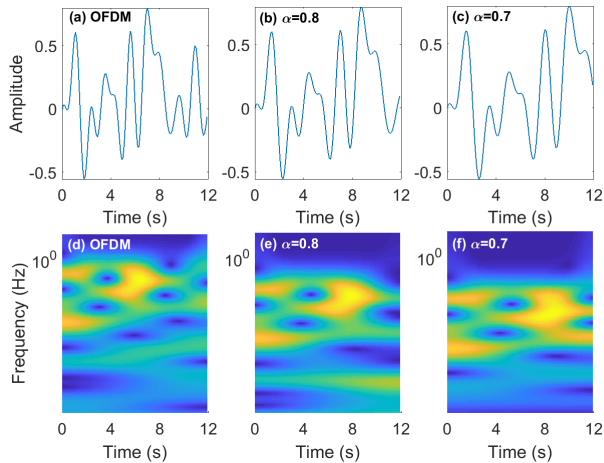 (a) OFDM
(b) α=0.8
(c) α=0.7
Amplitude
0.5
0
-0.5
0 4 8 12
Time (s)
0.5
0
-0.5
0 4 8 12
Time (s)
0.5
0
-0.5
0 4 8 12
Time (s)
(d) OFDM
(e) α=0.8
(f) α=0.7
Frequency (Hz)
10⁰
0 4 8 12
Time (s)
10⁰
0 4 8 12
Time (s)
10⁰
0 4 8 12
Time (s)